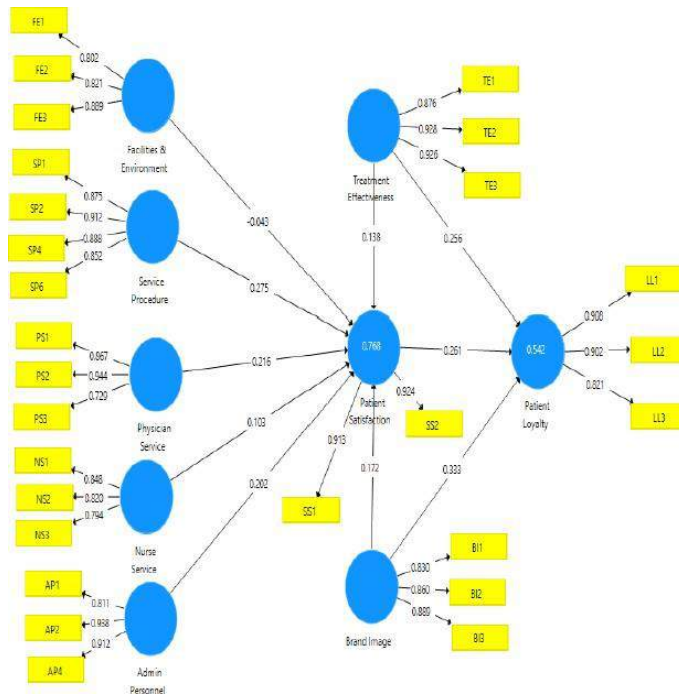 FE1
0.802
FE2
0.821
FE3
0.889
Facilities &
Environment
SP1
0.875
SP2
0.912
SP4
0.888
SP6
0.852
Service
Procedure
PS1
0.867
PS2
0.944
PS3
0.729
Physician
Service
NS1
0.848
NS2
0.820
NS3
0.794
Nurse
Service
AP1
0.811
AP2
0.938
AP4
0.912
Admin
Personnel
-0.043
0.275
0.216
0.103
0.202
TE1
0.876
TE2
0.928
TE3
0.926
Treatment
Effectiveness
0.138
0.256
0.768
Patient
Satisfaction
0.261
0.924
SS2
0.913
SS1
0.172
0.333
0.542
Patient
Loyalty
LL1
0.908
LL2
0.902
LL3
0.821
BI1
0.830
BI2
0.860
BI3
0.889
Brand Image